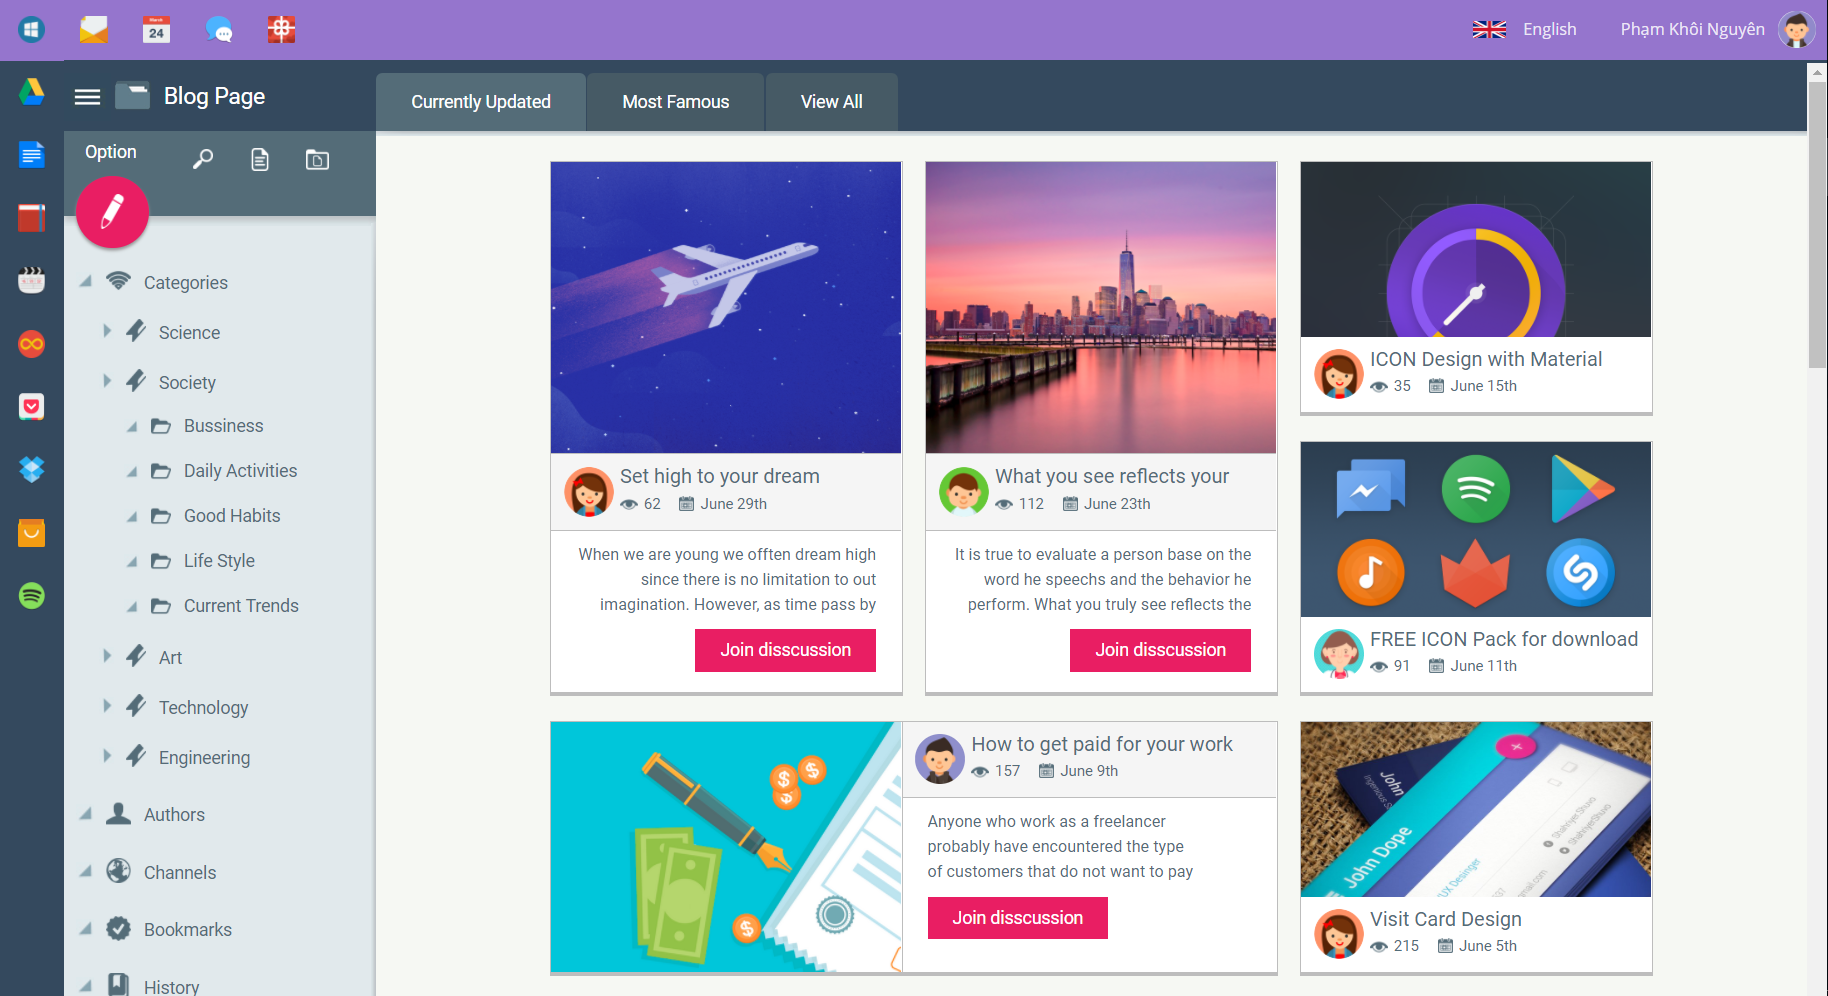 March
24
English
Phạm Khôi Nguyên
Blog Page
Currently Updated
Most Famous
View All
Option
Categories
Science
Society
Bussiness
Daily Activities
Good Habits
Life Style
Current Trends
Art
Technology
Engineering
Authors
Channels
Bookmarks
History
Set high to your dream
62
June 29th
When we are young we offten dream high
since there is no limitation to out
imagination. However, as time pass by
Join disscussion
What you see reflects your
112
June 23th
It is true to evaluate a person base on the
word he speechs and the behavior he
perform. What you truly see reflects the
Join disscussion
ICON Design with Material
35
June 15th
FREE ICON Pack for download
91
June 11th
$
$
$
$
How to get paid for your work
157
June 9th
Anyone who work as a freelancer
probably have encountered the type
of customers that do not want to pay
Join disscussion
John
John Dope
UX Desinger
ShahriyerShuvo
ShahriyerShuvo
Visit Card Design
215
June 5th